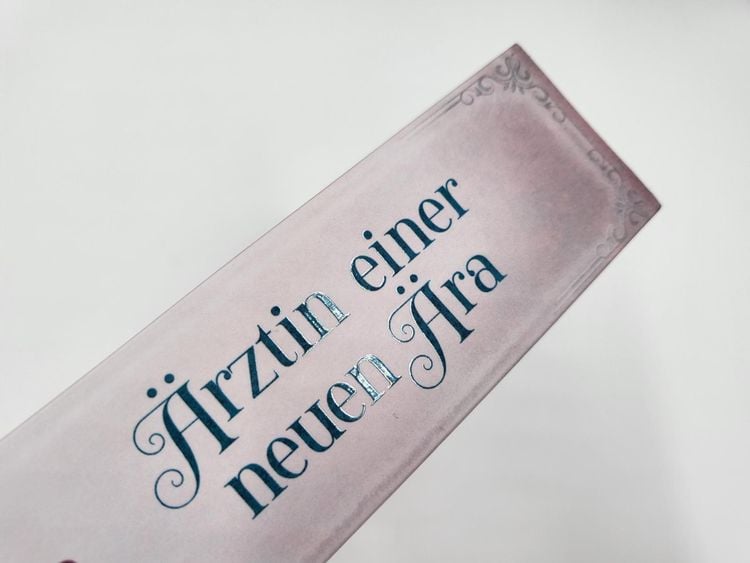 Ärztin einer
neuen Ära